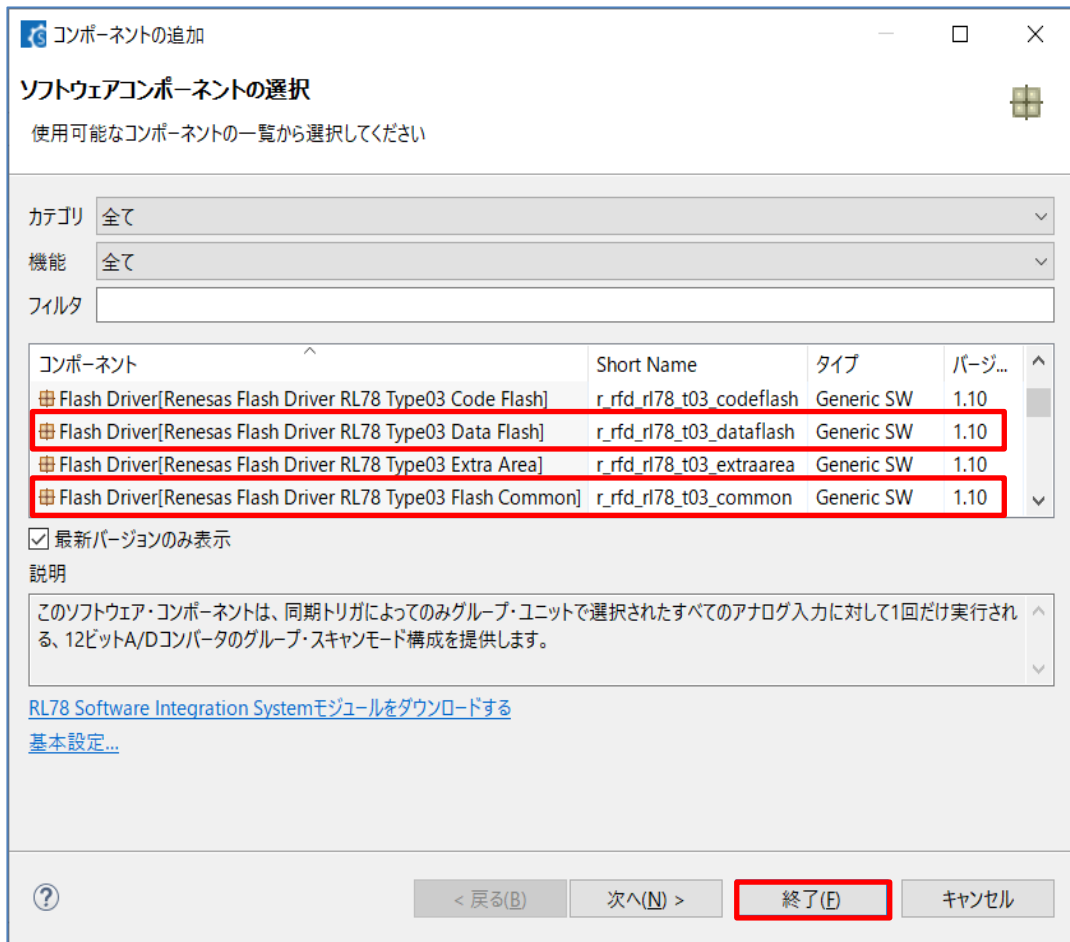 コンポーネントの追加
ソフトウェアコンポーネントの選択
使用可能なコンポーネントの一覧から選択してください
カテゴリ 全て
機能 全て
フィルタ
コンポーネント Short Name タイプ バージ...
Flash Driver[Renesas Flash Driver RL78 Type03 Code Flash] r_rfd_rl78_t03_codeflash Generic SW 1.10
Flash Driver[Renesas Flash Driver RL78 Type03 Data Flash] r_rfd_rl78_t03_dataflash Generic SW 1.10
Flash Driver[Renesas Flash Driver RL78 Type03 Extra Area] r_rfd_rl78_t03_extraarea Generic SW 1.10
Flash Driver[Renesas Flash Driver RL78 Type03 Flash Common] r_rfd_rl78_t03_common Generic SW 1.10
最新バージョンのみ表示
説明
このソフトウェア・コンポーネントは、同期トリガによってのみグループ・ユニットで選択されたすべてのアナログ入力に対して1回だけ実行され
る、12ビットA/Dコンバータのグループ・スキャンモード構成を提供します。
RL78 Software Integration Systemモジュールをダウンロードする
基本設定...
< 戻る(B) 次へ(N) > 終了(F) キャンセル